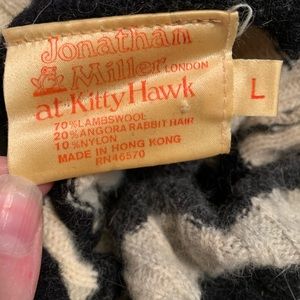 Jonathan
Miller LONDON
at Kitty Hawk
70% LAMBSWOOL
20% ANGORA RABBIT HAIR
10% NYLON
MADE IN HONG KONG
RN46570
L